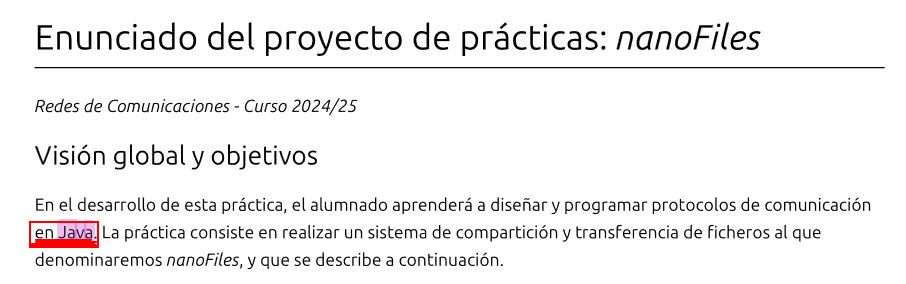 Enunciado del proyecto de prácticas: nanoFiles
Redes de Comunicaciones - Curso 2024/25
Visión global y objetivos
En el desarrollo de esta práctica, el alumnado aprenderá a diseñar y programar protocolos de comunicación
en Java. La práctica consiste en realizar un sistema de compartición y transferencia de ficheros al que
denominaremos nanoFiles, y que se describe a continuación.